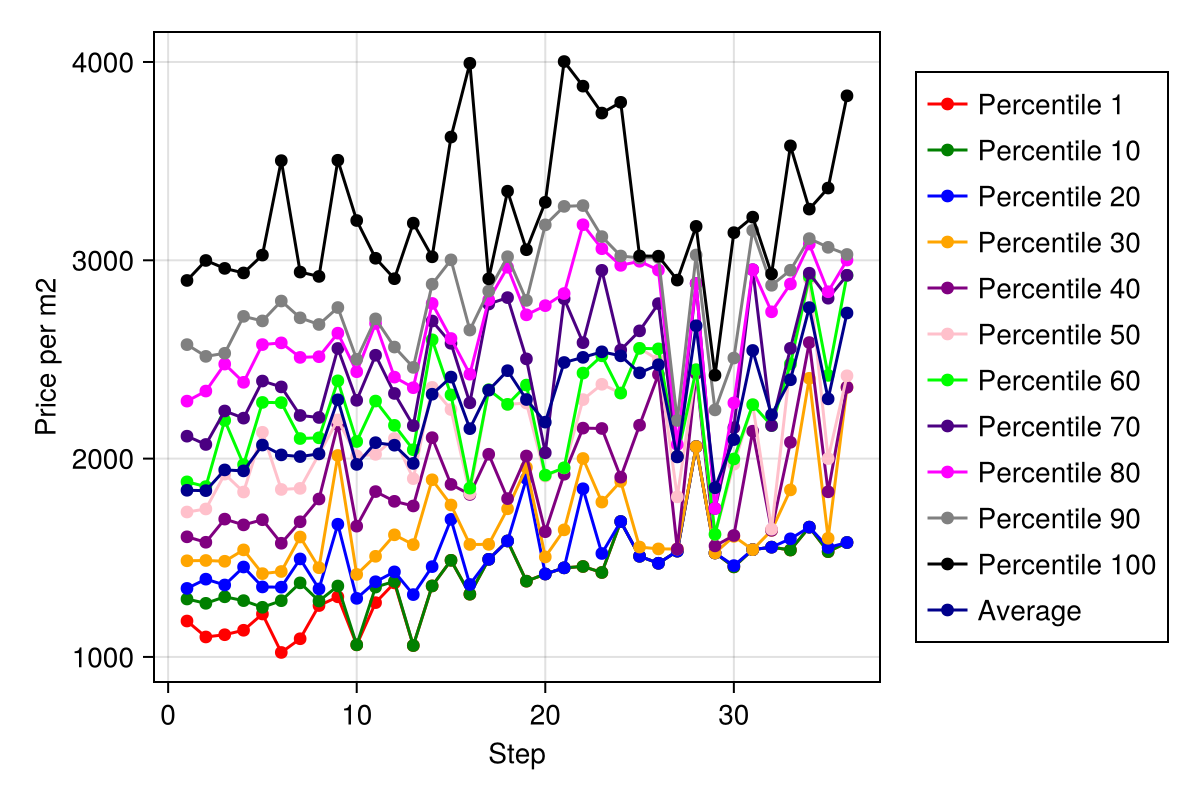 4000
3000
2000
1000
Price per m2
0 10 20 30
Step
Percentile 1
Percentile 10
Percentile 20
Percentile 30
Percentile 40
Percentile 50
Percentile 60
Percentile 70
Percentile 80
Percentile 90
Percentile 100
Average